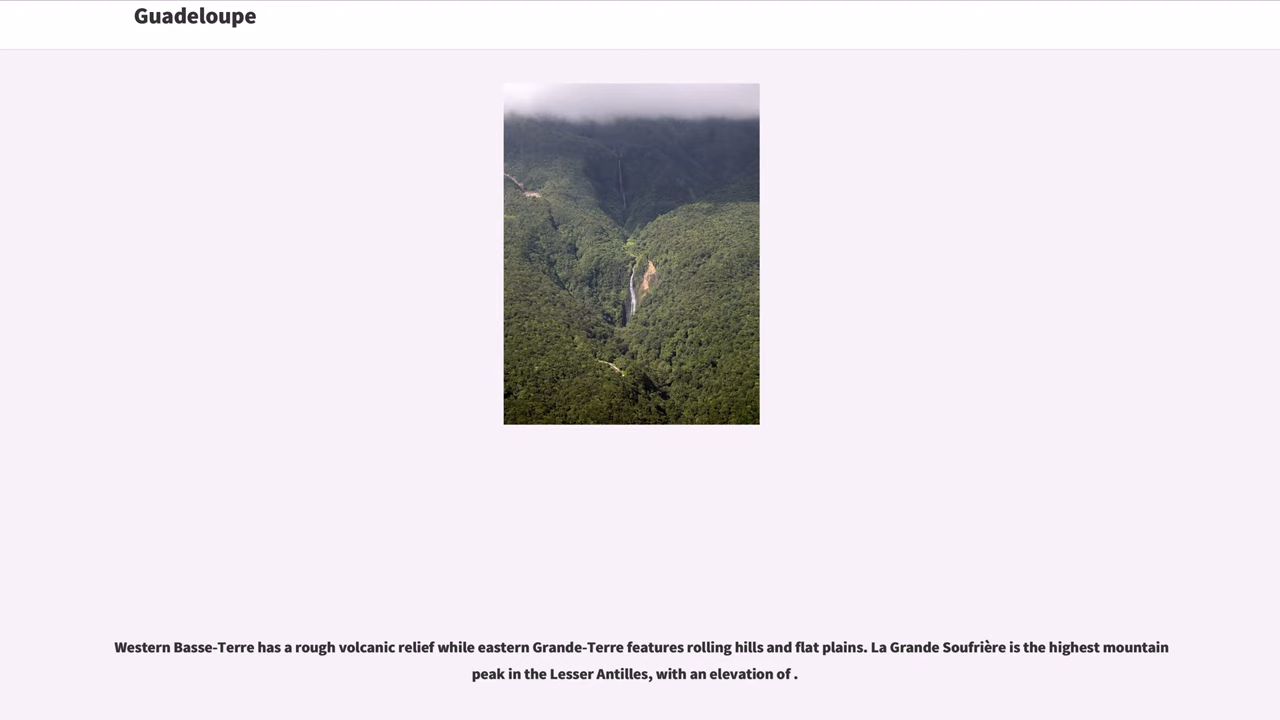 Guadeloupe
Western Basse-Terre has a rough volcanic relief while eastern Grande-Terre features rolling hills and flat plains. La Grande Soufrière is the highest mountain
peak in the Lesser Antilles, with an elevation of .